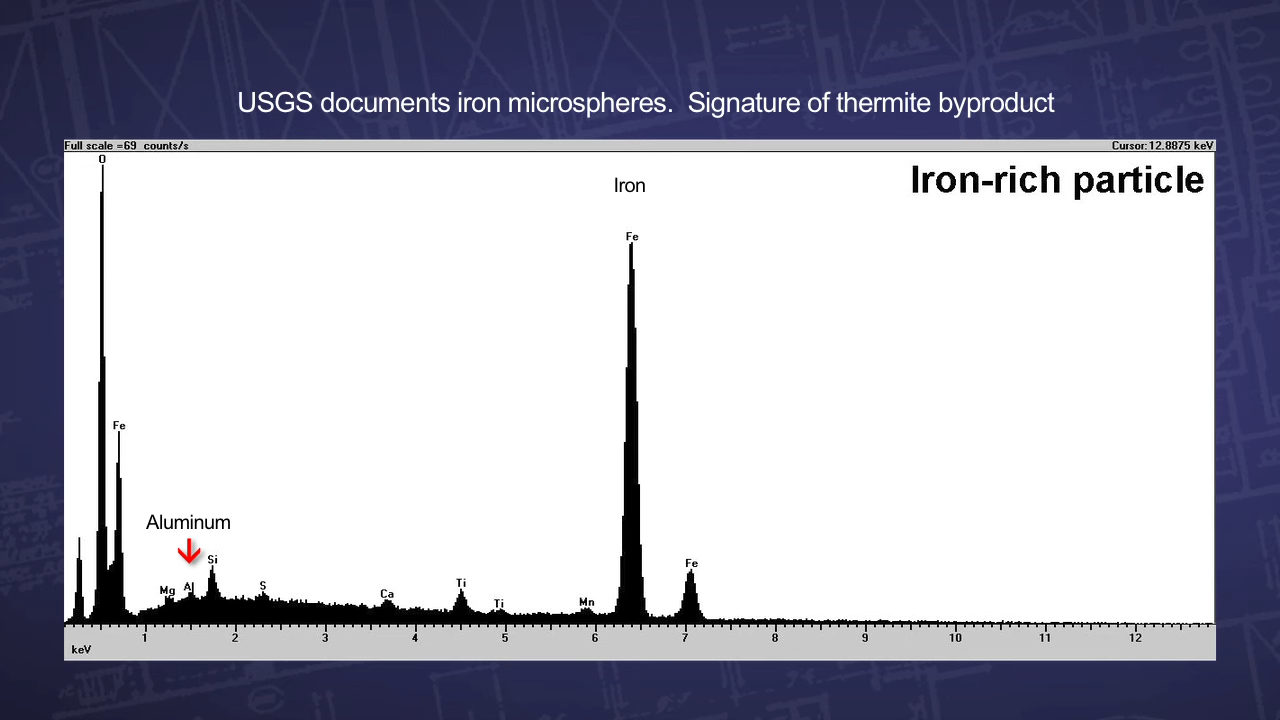 USGS documents iron microspheres.  Signature of thermite byproduct
Full scale =69 counts/s
Cursor: 12.8875 keV
O
Iron
Iron-rich particle
Fe
Fe
Aluminum
Si
Fe
Mg
Al
S
Ca
Ti
Ti
Mn
1 2 3 4 5 6 7 8 9 10 11 12
keV